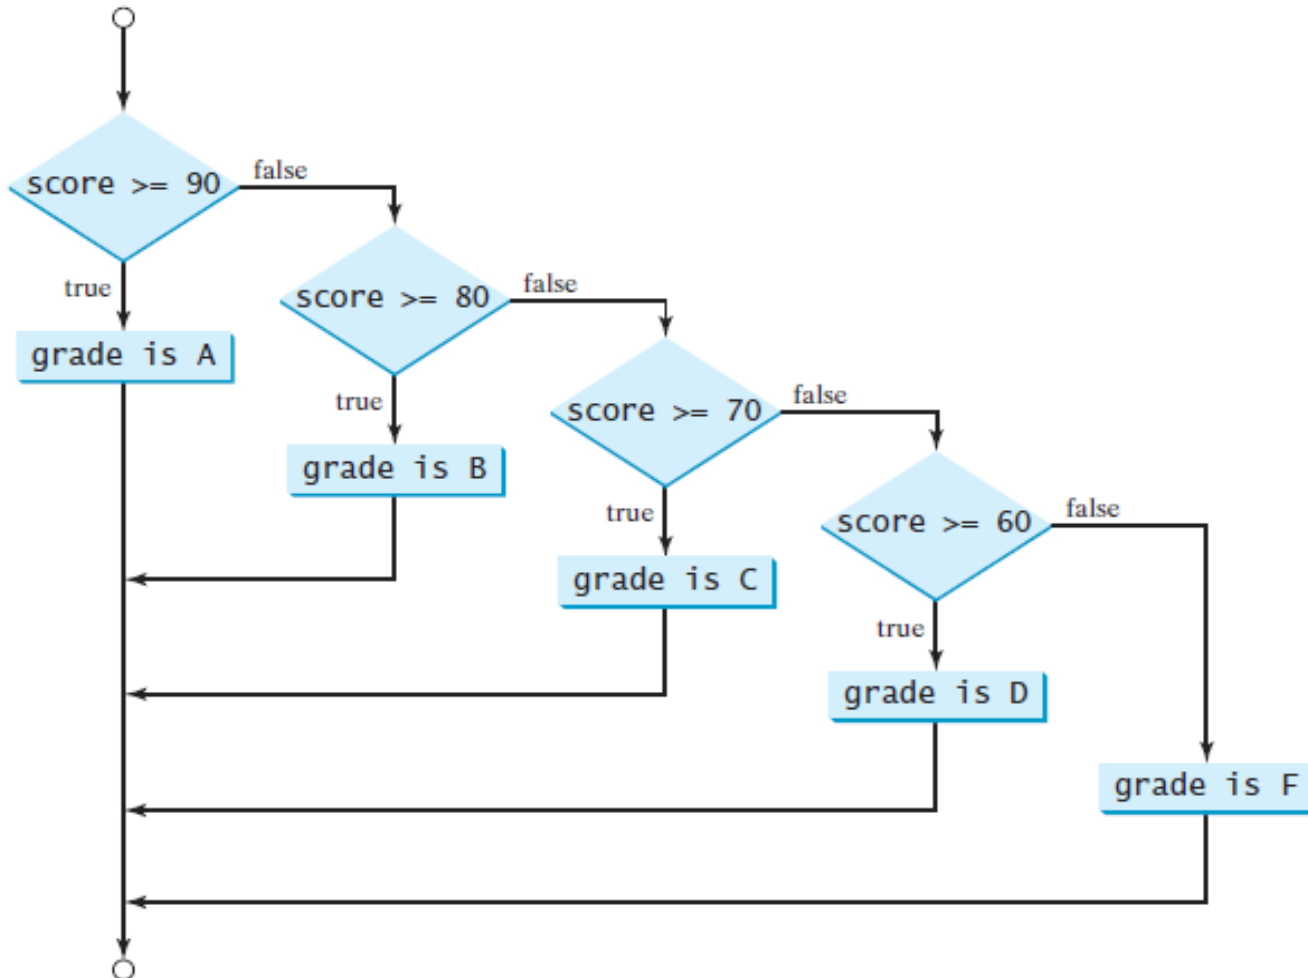 score >= 90
false
true
grade is A
score >= 80
false
true
grade is B
score >= 70
false
true
grade is C
score >= 60
false
true
grade is D
grade is F